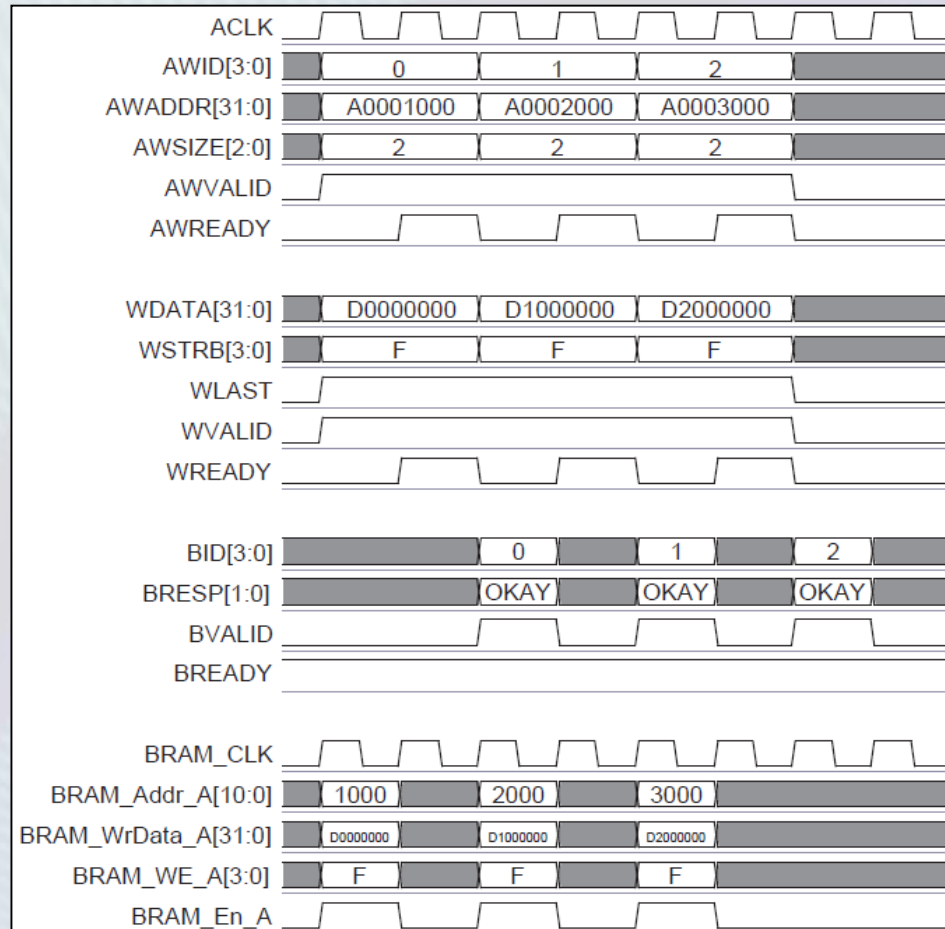 ACLK
AWID[3:0] 0 1 2
AWADDR[31:0] A0001000 A0002000 A0003000
AWSIZE[2:0] 2 2 2
AWVALID
AWREADY
WDATA[31:0] D0000000 D1000000 D2000000
WSTRB[3:0] F F F
WLAST
WVALID
WREADY
BID[3:0] 0 1 2
BRESP[1:0] OKAY OKAY OKAY
BVALID
BREADY
BRAM_CLK
BRAM_Addr_A[10:0] 1000 2000 3000
BRAM_WrData_A[31:0] D0000000 D1000000 D2000000
BRAM_WE_A[3:0] F F F
BRAM_En_A